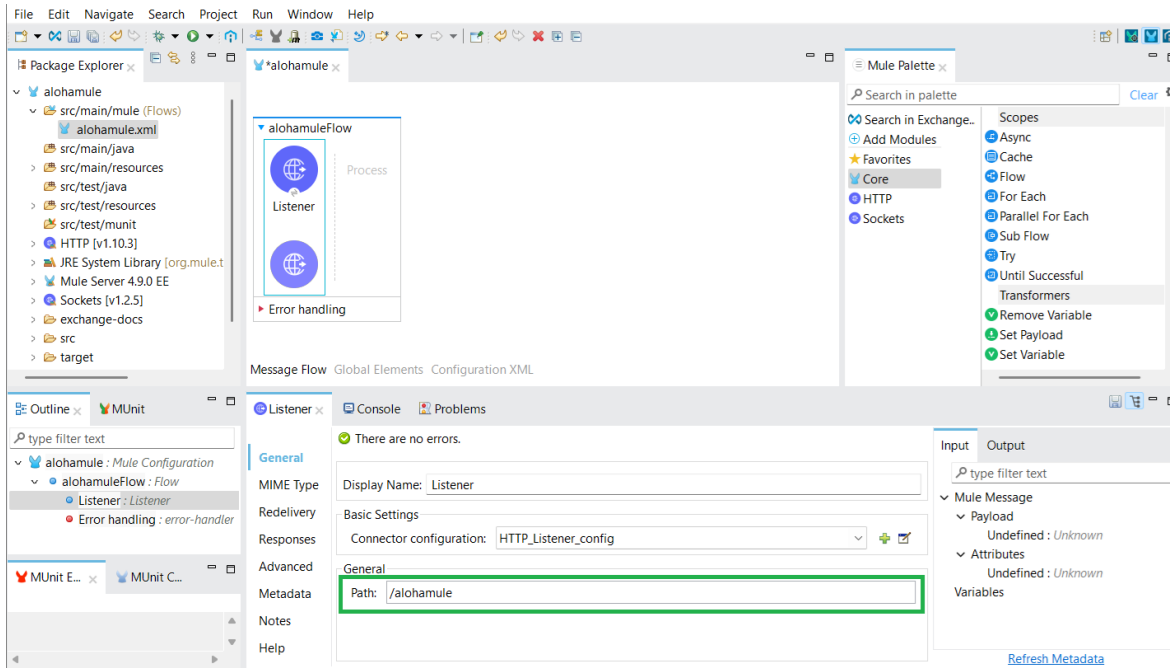 File Edit Navigate Search Project Run Window Help
Package Explorer
alohamule
src/main/mule (Flows)
alohamule.xml
src/main/java
src/main/resources
src/test/java
src/test/resources
src/test/munit
HTTP [v1.10.3]
JRE System Library [org.mule.t
Mule Server 4.9.0 EE
Sockets [v1.2.5]
exchange-docs
src
target
*alohamule
alohamuleFlow
Process
Listener
Error handling
Message Flow Global Elements Configuration XML
Mule Palette
Search in palette
Clear
Search in Exchange..
Add Modules
Favorites
Core
HTTP
Sockets
Scopes
Async
Cache
Flow
For Each
Parallel For Each
Sub Flow
Try
Until Successful
Transformers
Remove Variable
Set Payload
Set Variable
Outline MUnit
type filter text
alohamule : Mule Configuration
alohamuleFlow : Flow
Listener : Listener
Error handling : error-handler
MUnit E... MUnit C...
Listener Console Problems
There are no errors.
General
MIME Type
Redelivery
Responses
Advanced
Metadata
Notes
Help
Display Name: Listener
Basic Settings
Connector configuration: HTTP_Listener_config
General
Path: /alohamule
Input Output
type filter text
Mule Message
Payload
Undefined : Unknown
Attributes
Undefined : Unknown
Variables
Refresh Metadata